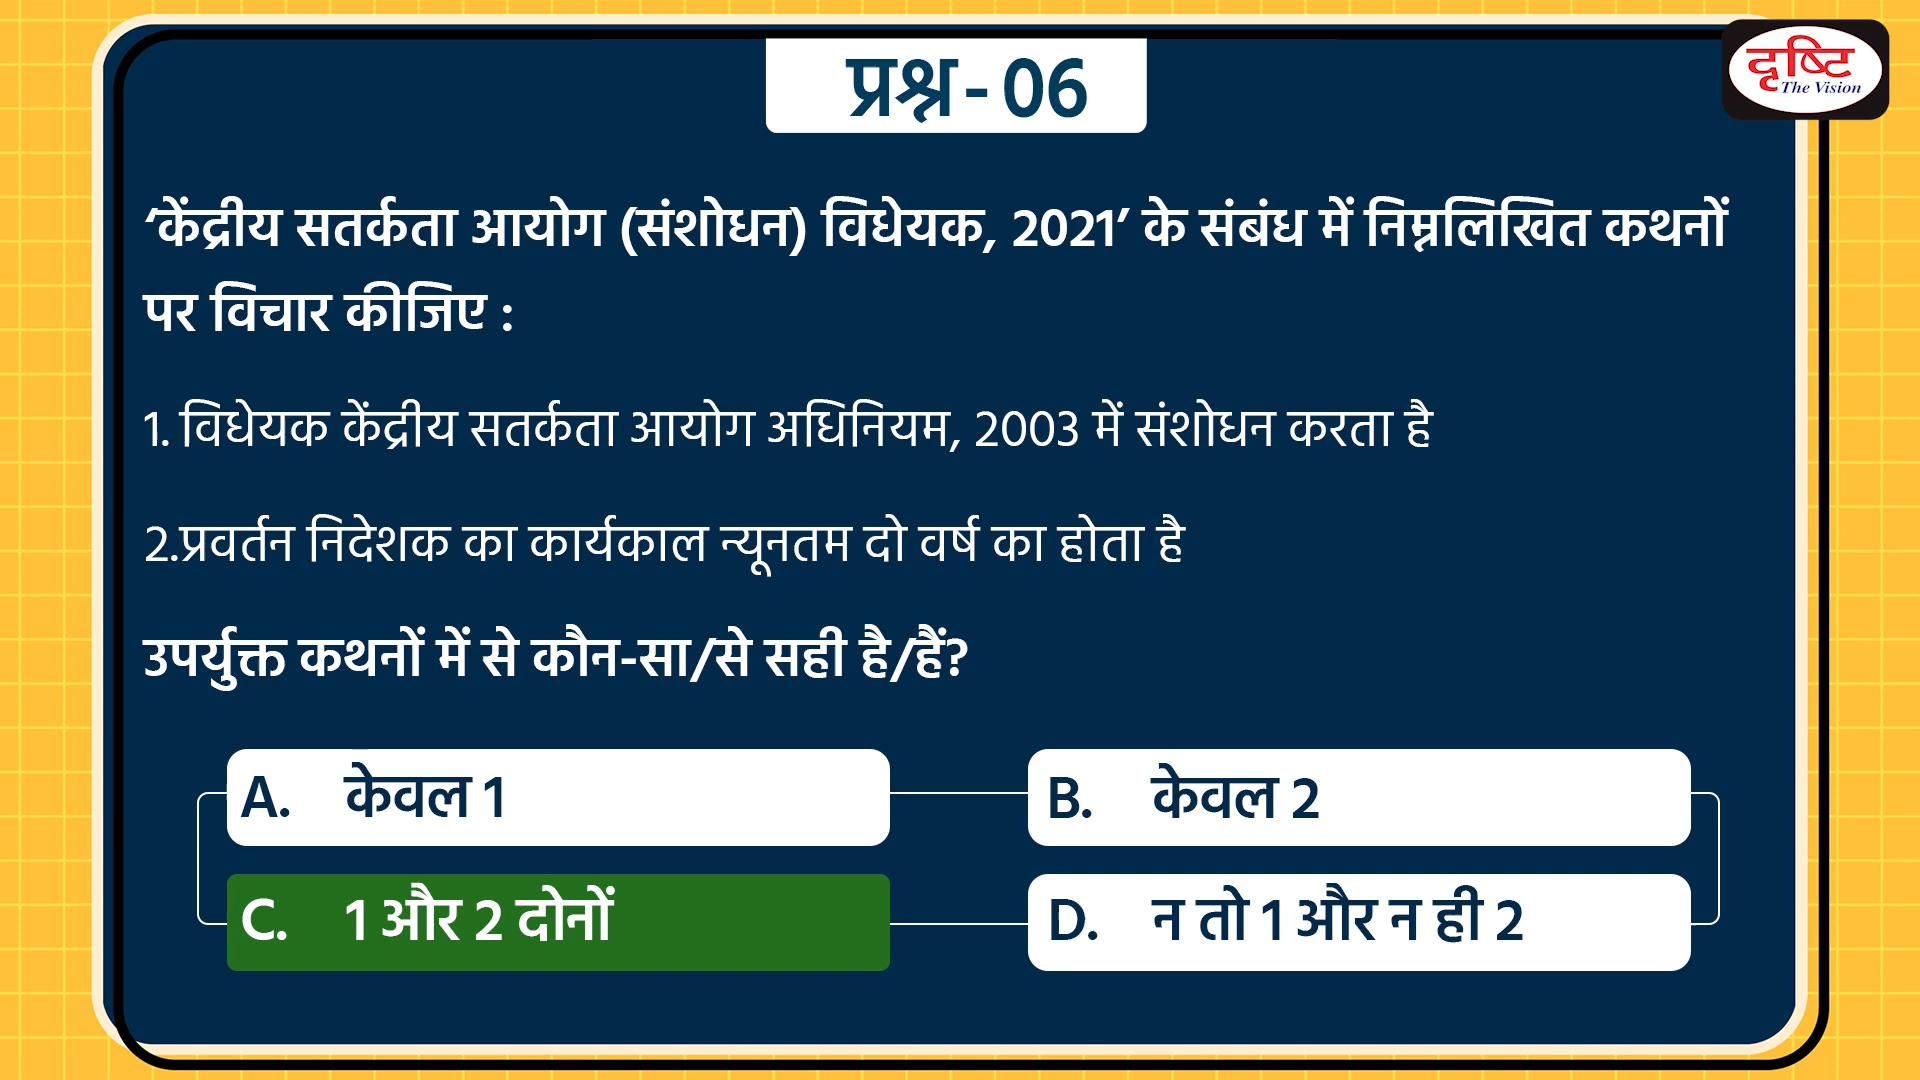 प्रश्न - 06
दृष्टि
The Vision
‘केंद्रीय सतर्कता आयोग (संशोधन) विधेयक, 2021’ के संबंध में निम्नलिखित कथनों
पर विचार कीजिए :
1. विधेयक केंद्रीय सतर्कता आयोग अधिनियम, 2003 में संशोधन करता है
2.प्रवर्तन निदेशक का कार्यकाल न्यूनतम दो वर्ष का होता है
उपर्युक्त कथनों में से कौन-सा/से सही है/हैं?
A. केवल 1
B. केवल 2
C. 1 और 2 दोनों
D. न तो 1 और न ही 2